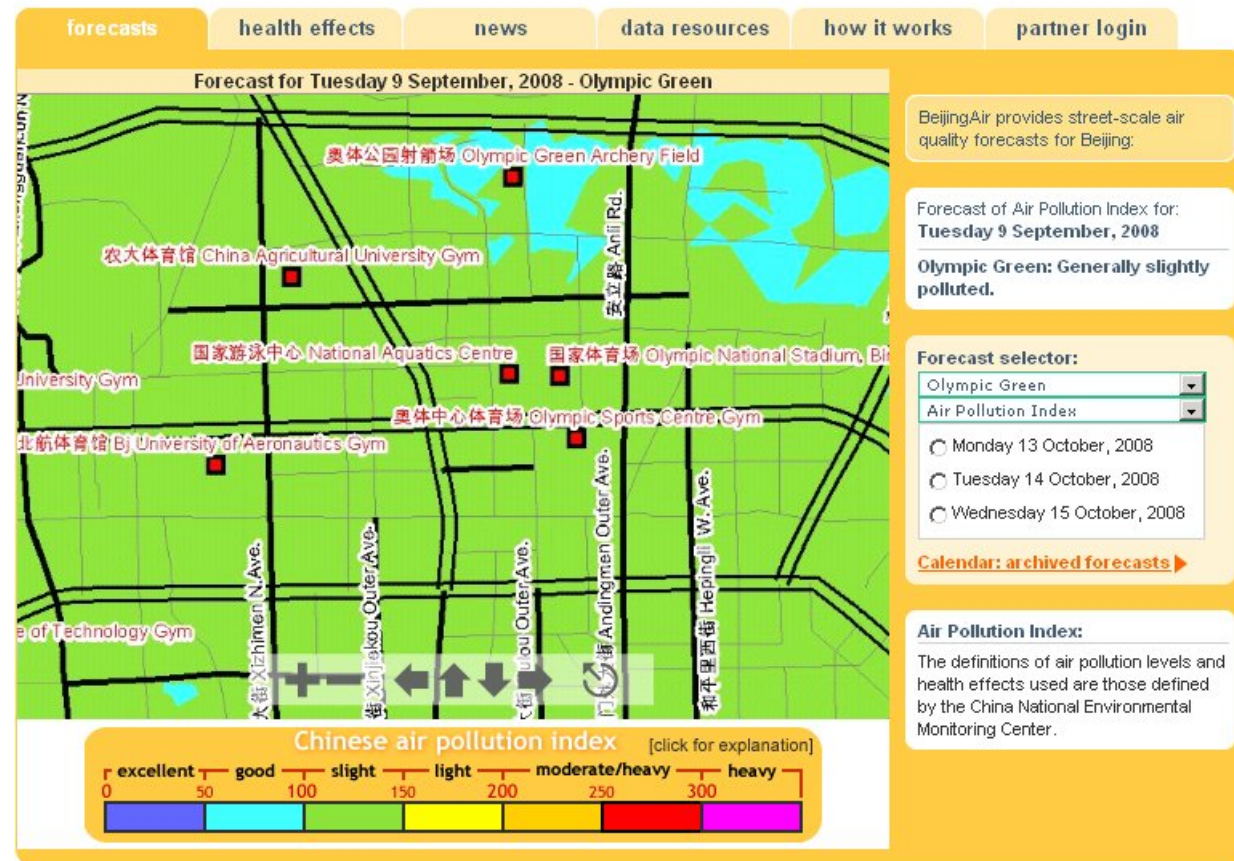 forecasts health effects news data resources how it works partner login
Forecast for Tuesday 9 September, 2008 - Olympic Green
奥体公园射箭场 Olympic Green Archery Field
安立路 Anli Rd.
农大体育馆 China Agricultural University Gym
国家游泳中心 National Aquatics Centre
国家体育场 Olympic National Stadium,
University Gym
奥体中心体育场 Olympic Sports Centre Gym
北航体育馆 Bj University of Aeronautics Gym
街 Xizhimen N.Ave.
街 Xinjiekou Outer Ave.
Outer Ave.
街 Andingmen Outer Ave.
和平里西街 Hepingli W. Ave.
e of Technology Gym
Chinese air pollution index [click for explanation]
excellent good slight light moderate/heavy heavy
0 50 100 150 200 250 300
BeijingAir provides street-scale air
quality forecasts for Beijing:
Forecast of Air Pollution Index for:
Tuesday 9 September, 2008
Olympic Green: Generally slightly
polluted.
Forecast selector:
Olympic Green
Air Pollution Index
Monday 13 October, 2008
Tuesday 14 October, 2008
Wednesday 15 October, 2008
Calendar: archived forecasts
Air Pollution Index:
The definitions of air pollution levels and
health effects used are those defined
by the China National Environmental
Monitoring Center.